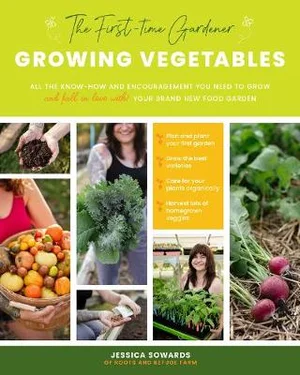 The First-time Gardener
GROWING VEGETABLES
ALL THE KNOW-HOW AND ENCOURAGEMENT YOU NEED TO GROW
and fall in love with! YOUR BRAND NEW FOOD GARDEN
Plan and plant
your first garden
Grow the best
varieties
Care for your
plants organically
Harvest lots of
homegrown
veggies
JESSICA SOWARDS
OF ROOTS AND REFUGE FARM